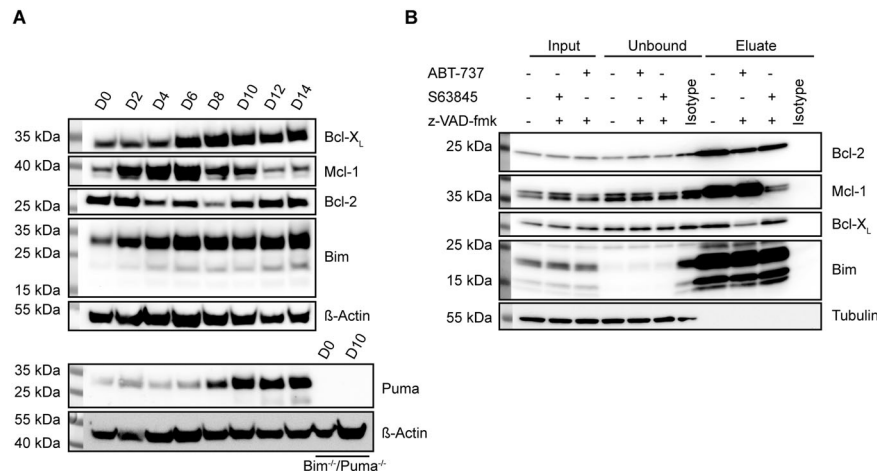 A
D0 D2 D4 D6 D8 D10 D12 D14
35 kDa Bcl-XL
40 kDa Mcl-1
25 kDa Bcl-2
35 kDa
25 kDa Bim
15 kDa
55 kDa ß-Actin
D0 D10
35 kDa Puma
25 kDa
55 kDa ß-Actin
40 kDa
Bim-/-/Puma-/-
B
Input Unbound Eluate
ABT-737 - - + - + - Isotype - + - Isotype
S63845 - + - - - + - - +
z-VAD-fmk - + + - + + - + +
25 kDa Bcl-2
35 kDa Mcl-1
Bcl-XL
25 kDa
15 kDa Bim
55 kDa Tubulin